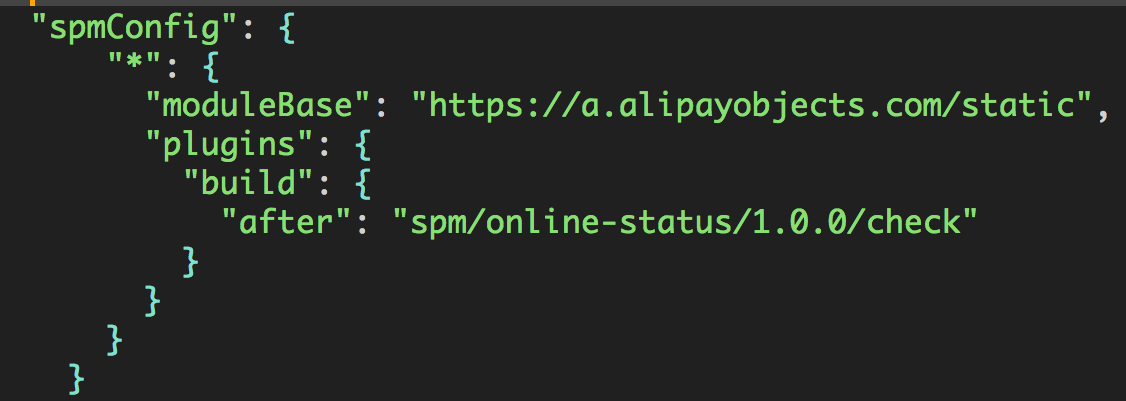 "spmConfig": {
"*": {
"moduleBase": "https://a.alipayobjects.com/static",
"plugins": {
"build": {
"after": "spm/online-status/1.0.0/check"
}
}
}
}